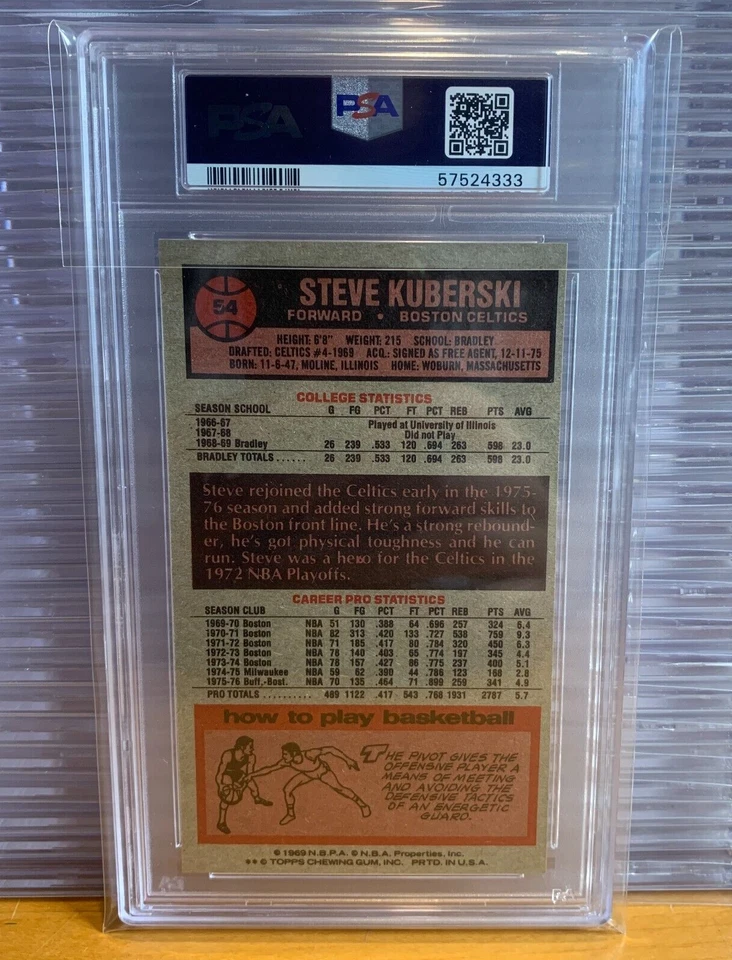 PSA PSA
57524333
54
STEVE KUBERSKI
FORWARD • BOSTON CELTICS
HEIGHT: 6'8" WEIGHT: 215 SCHOOL: BRADLEY
DRAFTED: CELTICS #4-1969 ACQ.: SIGNED AS FREE AGENT, 12-11-75
BORN: 11-6-47, MOLINE, ILLINOIS HOME: WOBURN, MASSACHUSETTS
COLLEGE STATISTICS
SEASON SCHOOL G FG PCT FT PCT REB PTS AVG
1966-67 Played at University of Illinois
1967-68 Did not Play
1968-69 Bradley 26 239 .533 120 .694 263 598 23.0
BRADLEY TOTALS ...... 26 239 .533 120 .694 263 598 23.0
Steve rejoined the Celtics early in the 1975-
76 season and added strong forward skills to
the Boston front line. He's a strong rebound-
er, he's got physical toughness and he can
run. Steve was a hero for the Celtics in the
1972 NBA Playoffs.
CAREER PRO STATISTICS
SEASON CLUB G FG PCT FT PCT REB PTS AVG
1969-70 Boston NBA 51 130 .388 64 .696 257 324 6.4
1970-71 Boston NBA 82 313 .420 133 .727 538 759 9.3
1971-72 Boston NBA 71 185 .417 80 .784 320 450 6.3
1972-73 Boston NBA 78 140 .403 65 .774 197 345 4.4
1973-74 Boston NBA 78 157 .427 86 .775 237 400 5.1
1974-75 Milwaukee NBA 59 62 .390 44 .786 123 168 2.8
1975-76 Buff.-Bost. NBA 70 135 .464 71 .899 259 341 4.9
PRO TOTALS .......... 489 1122 .417 543 .768 1931 2787 5.7
how to play basketball
THE PIVOT GIVES THE
OFFENSIVE PLAYER A
MEANS OF MEETING
AND AVOIDING THE
DEFENSIVE TACTICS
OF AN ENERGETIC
GUARD.
© 1969 N.B.P.A. © N.B.A. Properties, Inc.
** © TOPPS CHEWING GUM, INC. PRTD. IN U.S.A.